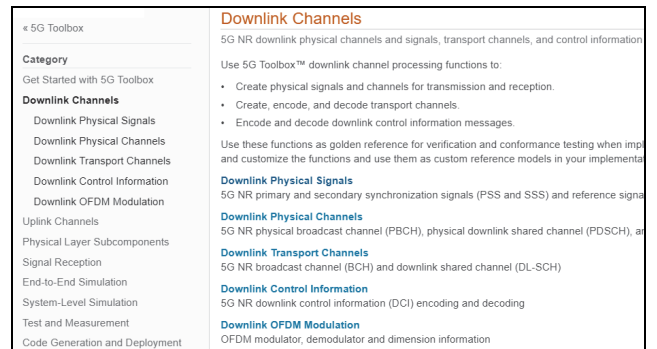 « 5G Toolbox
Category
Get Started with 5G Toolbox
Downlink Channels
Downlink Physical Signals
Downlink Physical Channels
Downlink Transport Channels
Downlink Control Information
Downlink OFDM Modulation
Uplink Channels
Physical Layer Subcomponents
Signal Reception
End-to-End Simulation
System-Level Simulation
Test and Measurement
Code Generation and Deployment
Downlink Channels
5G NR downlink physical channels and signals, transport channels, and control information
Use 5G Toolbox™ downlink channel processing functions to:
• Create physical signals and channels for transmission and reception.
• Create, encode, and decode transport channels.
• Encode and decode downlink control information messages.
Use these functions as golden reference for verification and conformance testing when impl
and customize the functions and use them as custom reference models in your implementat
Downlink Physical Signals
5G NR primary and secondary synchronization signals (PSS and SSS) and reference signa
Downlink Physical Channels
5G NR physical broadcast channel (PBCH), physical downlink shared channel (PDSCH), ar
Downlink Transport Channels
5G NR broadcast channel (BCH) and downlink shared channel (DL-SCH)
Downlink Control Information
5G NR downlink control information (DCI) encoding and decoding
Downlink OFDM Modulation
OFDM modulator, demodulator and dimension information